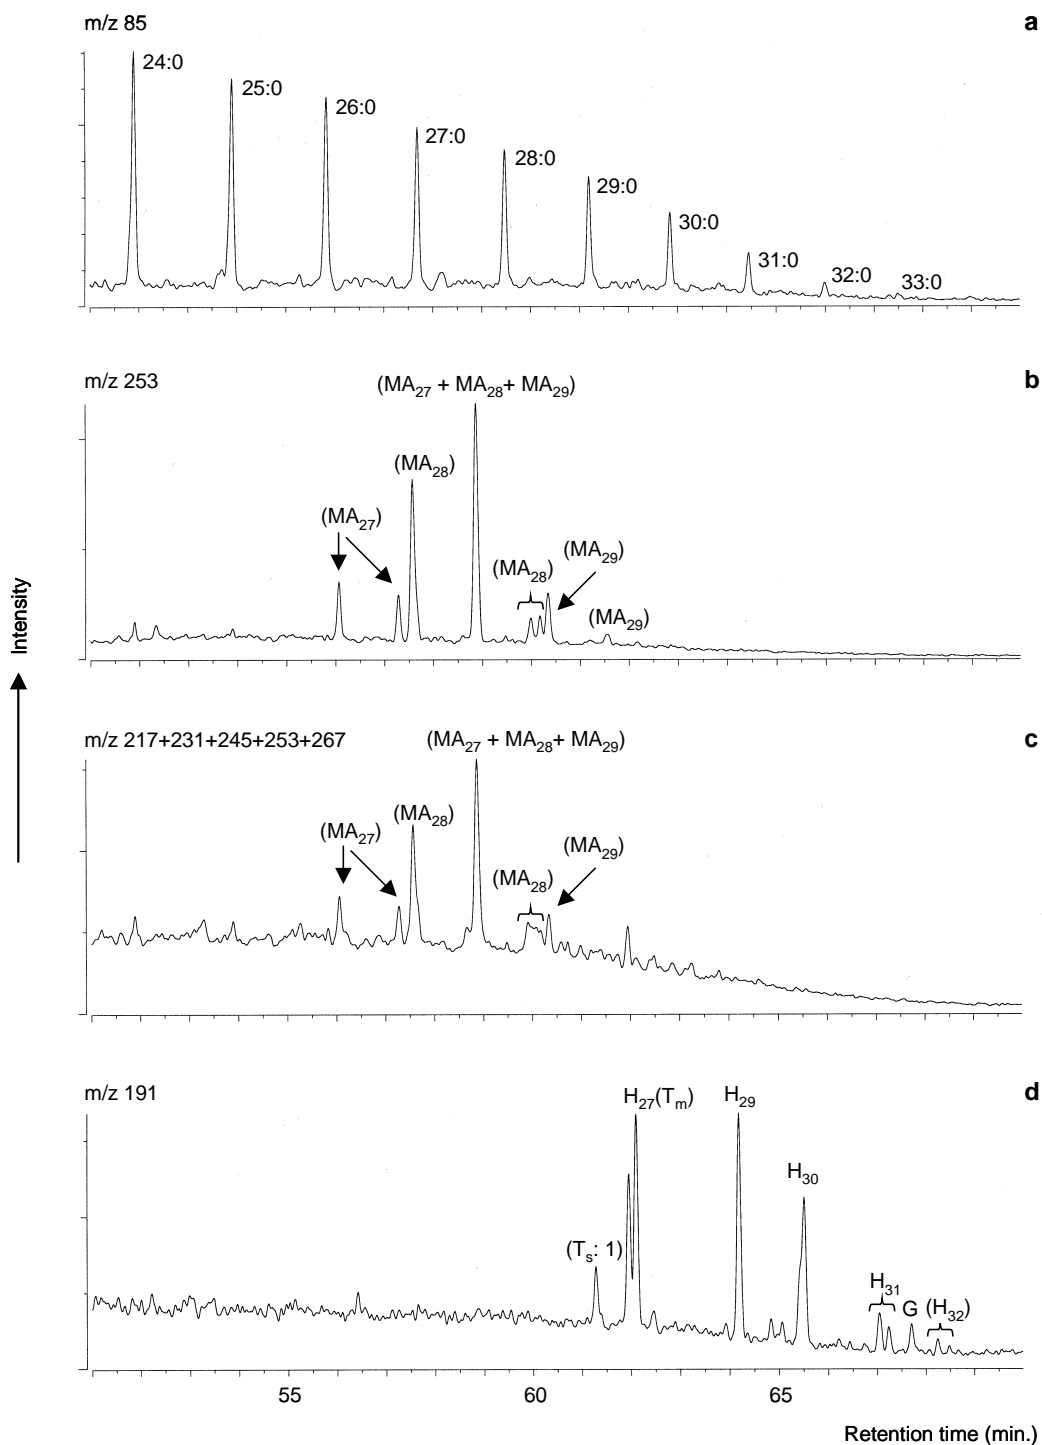 m/z 85
a
24:0
25:0
26:0
27:0
28:0
29:0
30:0
31:0
32:0
33:0
m/z 253
b
(MA27 + MA28+ MA29)
(MA28)
(MA27)
(MA29)
(MA28)
(MA29)
Intensity
m/z 217+231+245+253+267
c
(MA27 + MA28+ MA29)
(MA28)
(MA27)
(MA29)
(MA28)
m/z 191
d
H27(Tm)
H29
H30
(Ts: 1)
H31
G
(H32)
55
60
65
Retention time (min.)